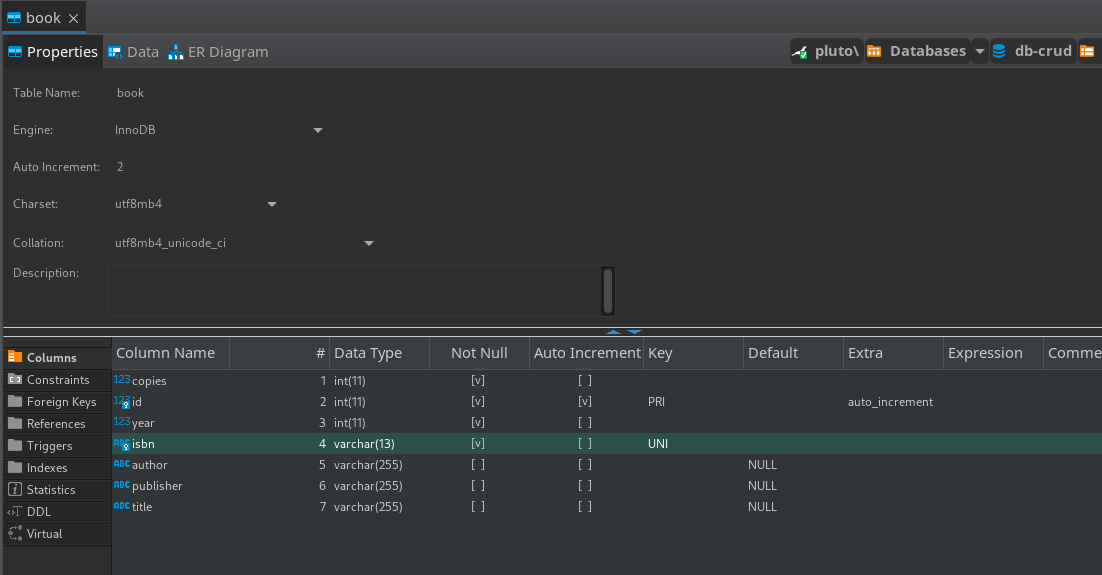 book
Properties Data ER Diagram pluto\ Databases db-crud
Table Name: book
Engine: InnoDB
Auto Increment: 2
Charset: utf8mb4
Collation: utf8mb4_unicode_ci
Description:
Columns
Constraints
Foreign Keys
References
Triggers
Indexes
Statistics
DDL
Virtual
Column Name # Data Type Not Null Auto Increment Key Default Extra Expression Comme
123 copies 1 int(11) [v] [ ]
123 id 2 int(11) [v] [v] PRI auto_increment
123 year 3 int(11) [v] [ ]
ABC isbn 4 varchar(13) [v] [ ] UNI
ABC author 5 varchar(255) [ ] [ ] NULL
ABC publisher 6 varchar(255) [ ] [ ] NULL
ABC title 7 varchar(255) [ ] [ ] NULL